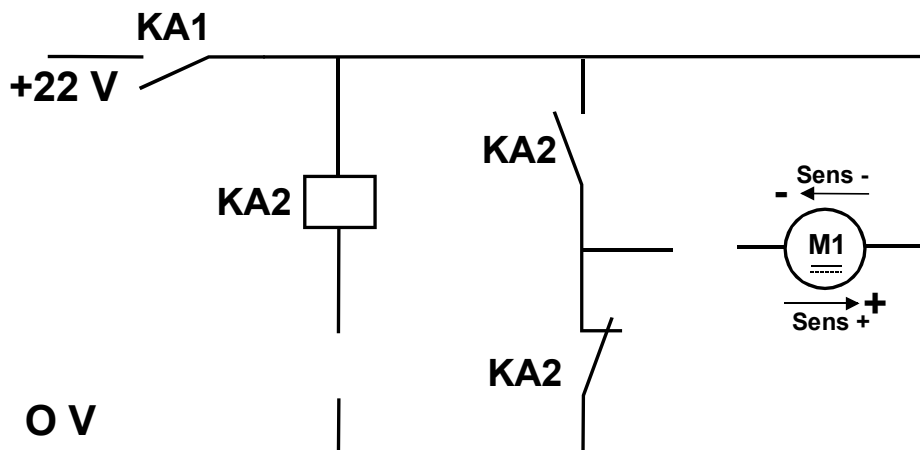 KA1
+22 V
KA2
KA2
- Sens -
M1
+
Sens +
KA2
O V